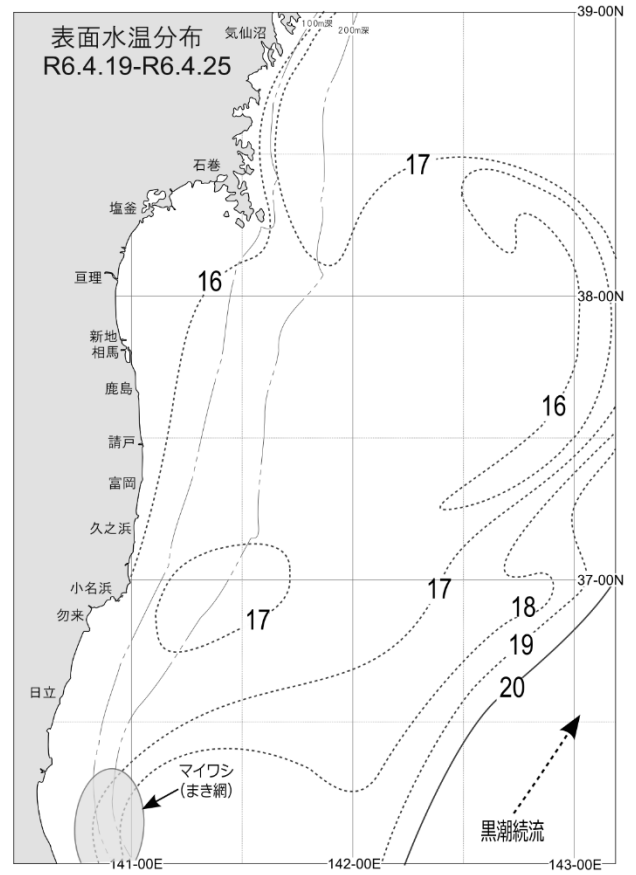 表面水温分布
R6.4.19-R6.4.25
気仙沼
100m深
200m深
39-00N
石巻
塩釜
17
亘理
16
38-00N
新地
相馬
鹿島
16
請戸
富岡
久之浜
小名浜
37-00N
勿来
17
17
18
19
20
日立
マイワシ
(まき網)
黒潮続流
141-00E
142-00E
143-00E